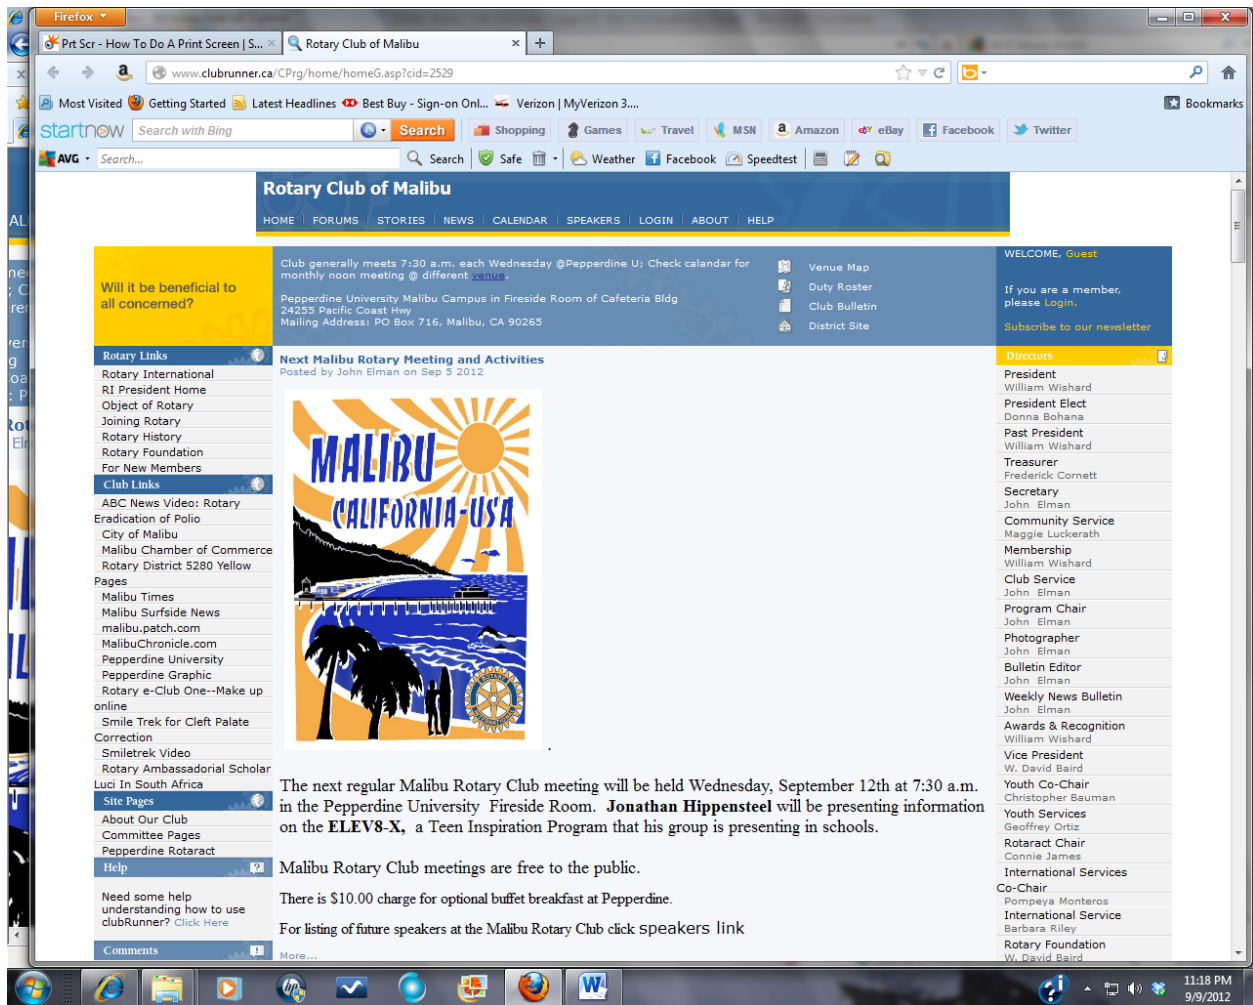 Firefox
Prt Scr - How To Do A Print Screen | S...
Rotary Club of Malibu
www.clubrunner.ca/CPrg/home/homeG.asp?cid=2529
Most Visited Getting Started Latest Headlines Best Buy - Sign-on Onl... Verizon | MyVerizon 3.... Bookmarks
startnow Search with Bing Search Shopping Games Travel MSN Amazon eBay Facebook Twitter
AVG Search... Search Safe Weather Facebook Speedtest
Rotary Club of Malibu
HOME | FORUMS | STORIES | NEWS | CALENDAR | SPEAKERS | LOGIN | ABOUT | HELP
Will it be beneficial to
all concerned?
Club generally meets 7:30 a.m. each Wednesday @Pepperdine U; Check calandar for
monthly noon meeting @ different venue.
Pepperdine University Malibu Campus in Fireside Room of Cafeteria Bldg
24255 Pacific Coast Hwy
Mailing Address: PO Box 716, Malibu, CA 90265
Venue Map
Duty Roster
Club Bulletin
District Site
WELCOME, Guest
If you are a member,
please Login.
Subscribe to our newsletter
Rotary Links
Rotary International
RI President Home
Object of Rotary
Joining Rotary
Rotary History
Rotary Foundation
For New Members
Club Links
ABC News Video: Rotary
Eradication of Polio
City of Malibu
Malibu Chamber of Commerce
Rotary District 5280 Yellow
Pages
Malibu Times
Malibu Surfside News
malibu.patch.com
MalibuChronicle.com
Pepperdine University
Pepperdine Graphic
Rotary e-Club One--Make up
online
Smile Trek for Cleft Palate
Correction
Smiletrek Video
Rotary Ambassadorial Scholar
Luci In South Africa
Site Pages
About Our Club
Committee Pages
Pepperdine Rotaract
Help
Need some help
understanding how to use
clubRunner? Click Here
Comments
Next Malibu Rotary Meeting and Activities
Posted by John Elman on Sep 5 2012
MALIBU
CALIFORNIA-USA
ROTARY
INTERNATIONAL
.
The next regular Malibu Rotary Club meeting will be held Wednesday, September 12th at 7:30 a.m.
in the Pepperdine University Fireside Room. Jonathan Hippensteel will be presenting information
on the ELEV8-X, a Teen Inspiration Program that his group is presenting in schools.
Malibu Rotary Club meetings are free to the public.
There is $10.00 charge for optional buffet breakfast at Pepperdine.
For listing of future speakers at the Malibu Rotary Club click speakers link
More...
Directors
President
William Wishard
President Elect
Donna Bohana
Past President
William Wishard
Treasurer
Frederick Cornett
Secretary
John Elman
Community Service
Maggie Luckerath
Membership
William Wishard
Club Service
John Elman
Program Chair
John Elman
Photographer
John Elman
Bulletin Editor
John Elman
Weekly News Bulletin
John Elman
Awards & Recognition
William Wishard
Vice President
W. David Baird
Youth Co-Chair
Christopher Bauman
Youth Services
Geoffrey Ortiz
Rotaract Chair
Connie James
International Services
Co-Chair
Pompeya Monteros
International Service
Barbara Riley
Rotary Foundation
W. David Baird
11:18 PM
9/9/2012